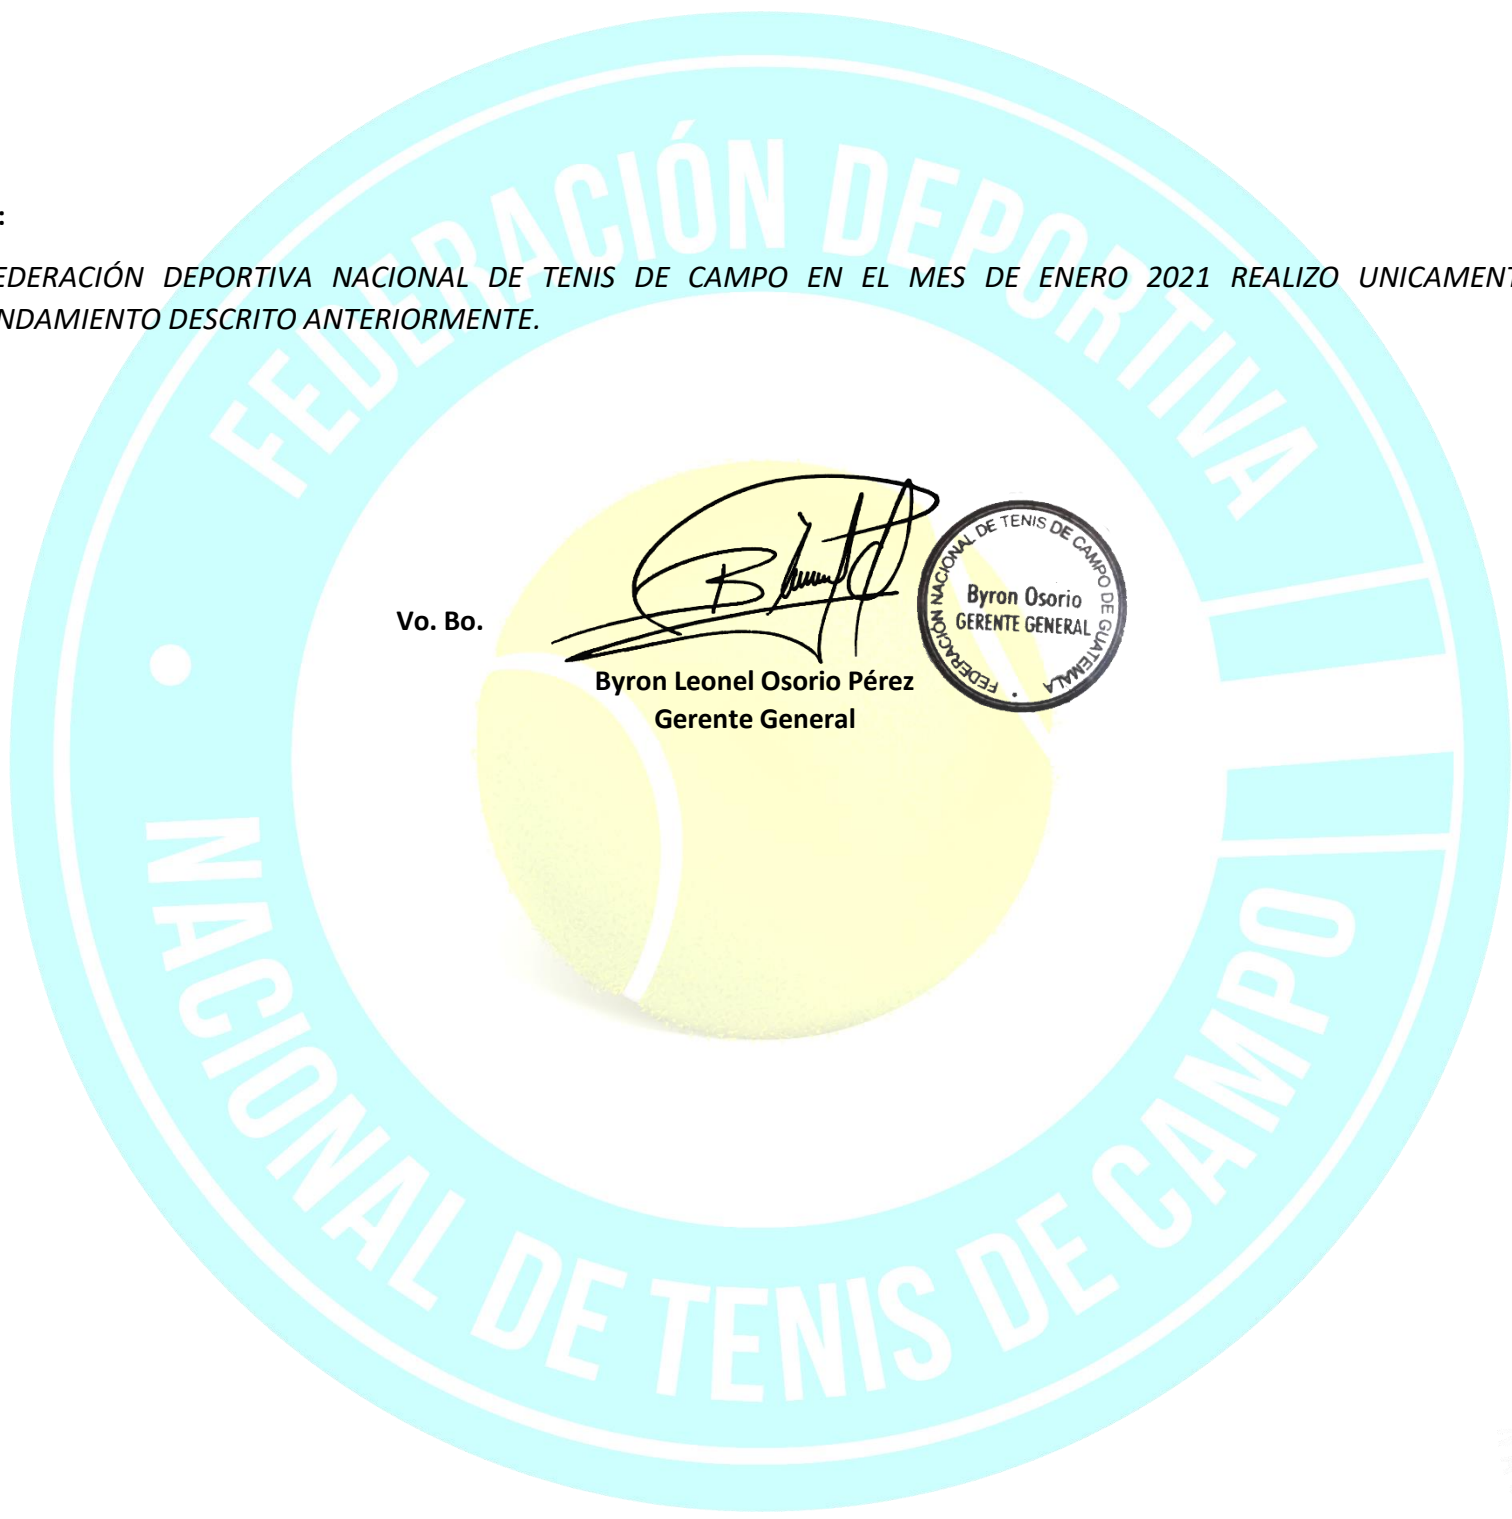 :
EDERACIÓN DEPORTIVA NACIONAL DE TENIS DE CAMPO EN EL MES DE ENERO 2021 REALIZO UNICAMENT
NDAMIENTO DESCRITO ANTERIORMENTE.
FEDERACIÓN DEPORTIVA
NACIONAL DE TENIS DE CAMPO
Vo. Bo.
FEDERACIÓN NACIONAL DE TENIS DE CAMPO DE GUATEMALA
Byron Osorio
GERENTE GENERAL
Byron Leonel Osorio Pérez
Gerente General